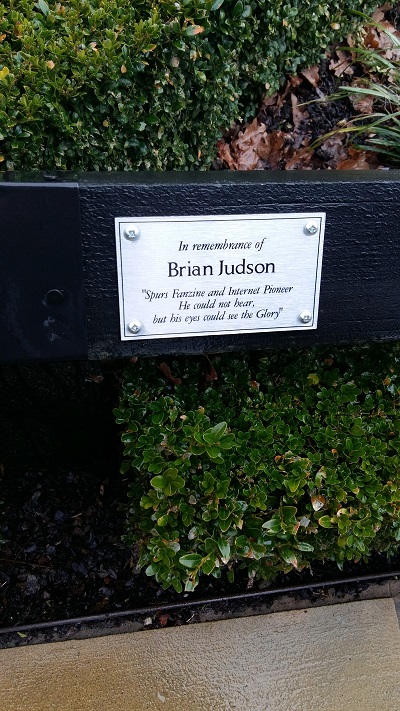 In remembrance of
Brian Judson
"Spurs Fanzine and Internet Pioneer
He could not hear,
but his eyes could see the Glory"